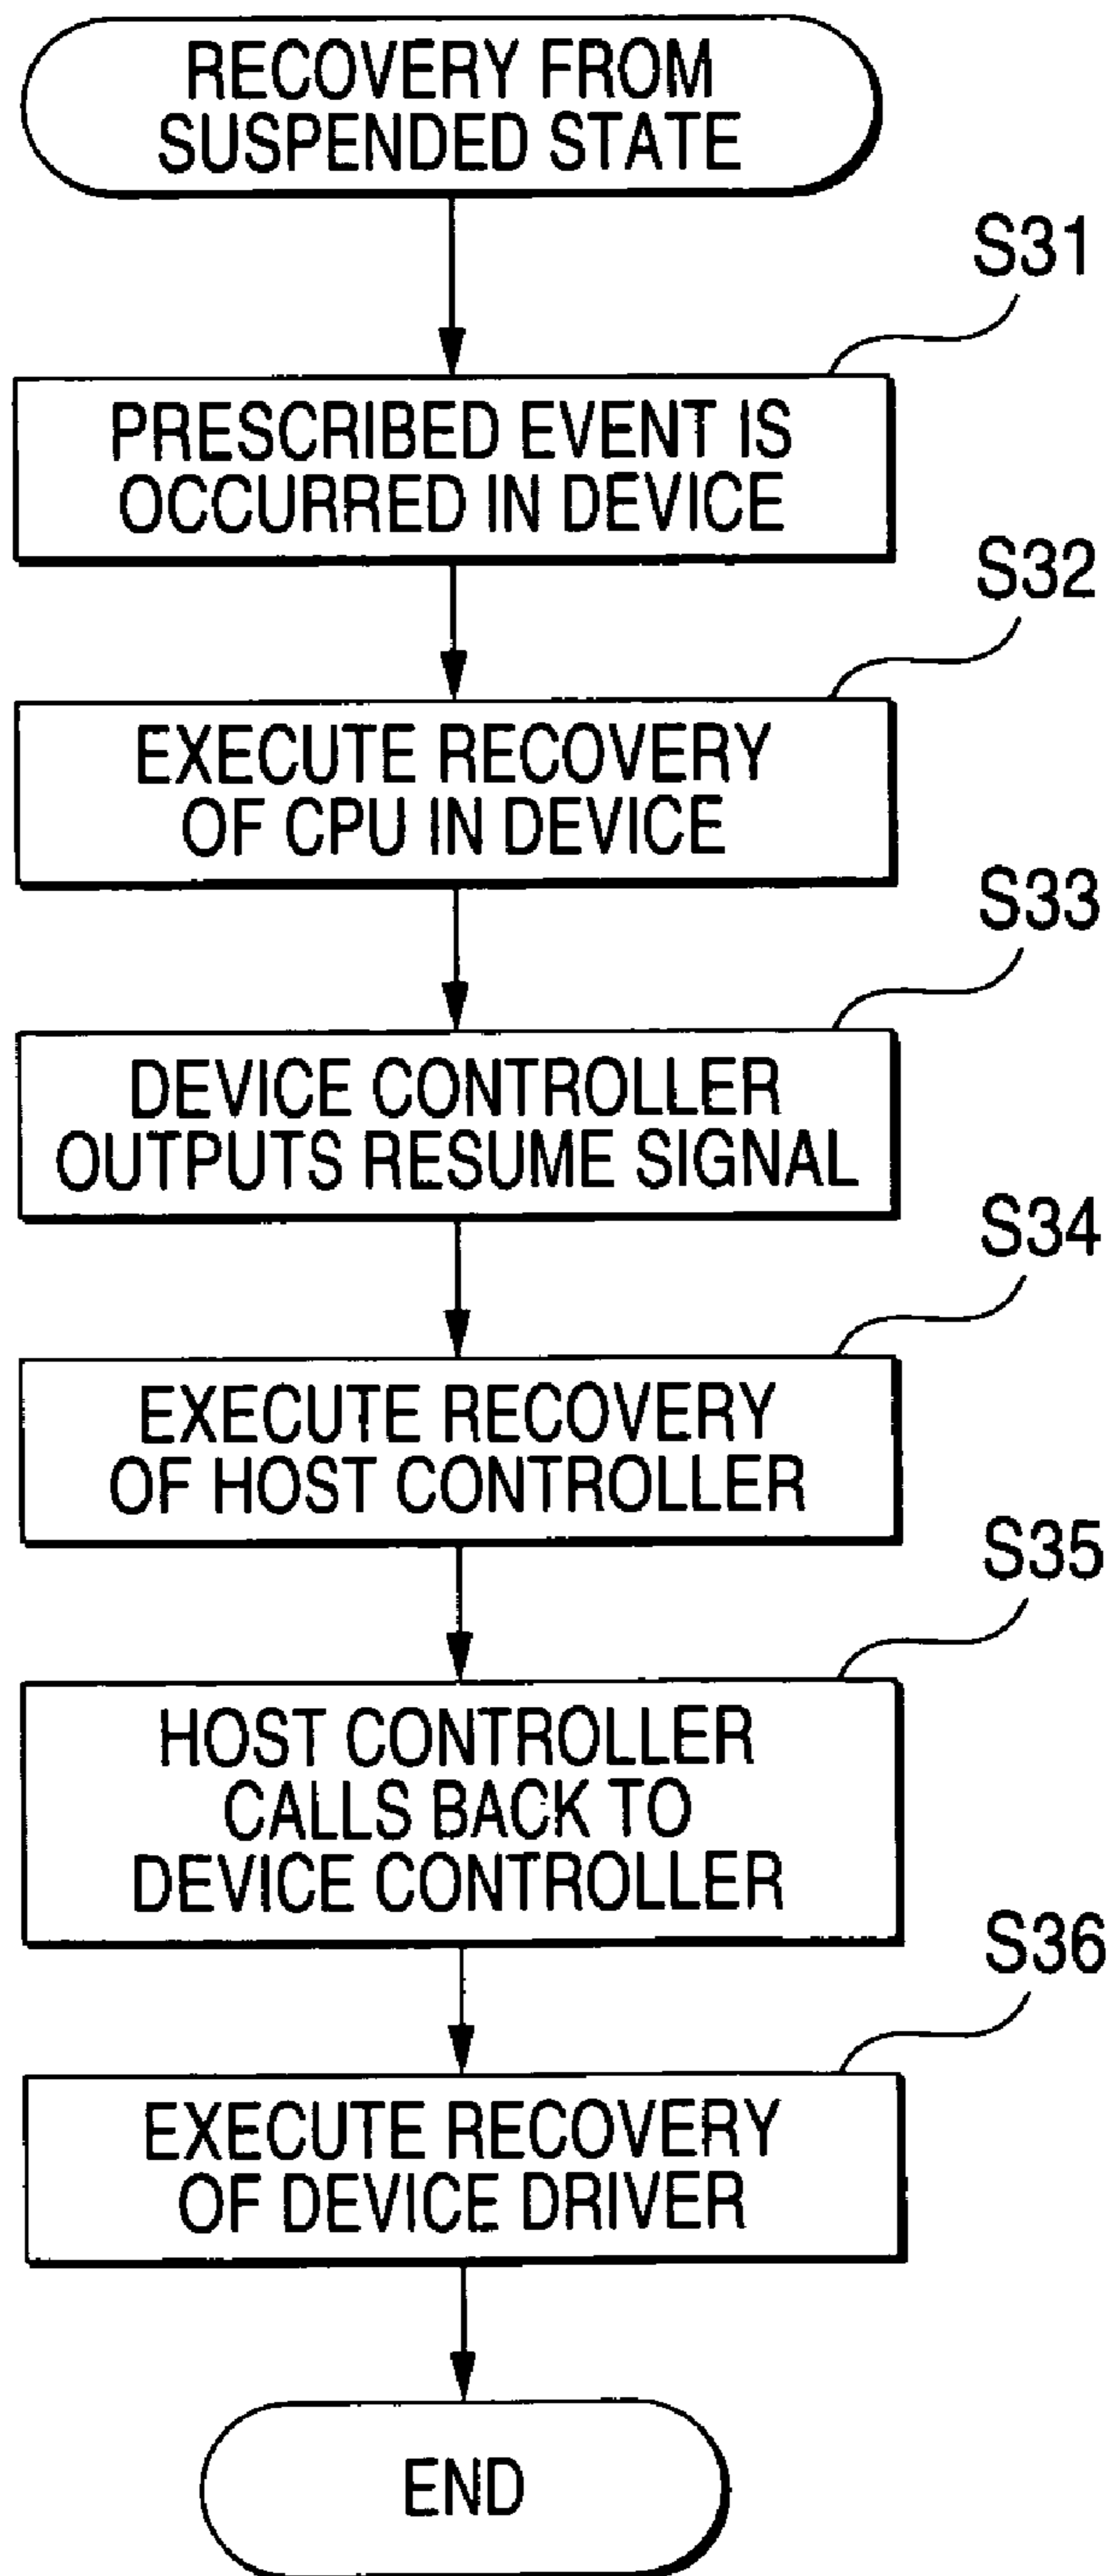 RECOVERY FROM
SUSPENDED STATE
S31
PRESCRIBED EVENT IS
OCCURRED IN DEVICE
S32
EXECUTE RECOVERY
OF CPU IN DEVICE
S33
DEVICE CONTROLLER
OUTPUTS RESUME SIGNAL
S34
EXECUTE RECOVERY
OF HOST CONTROLLER
S35
HOST CONTROLLER
CALLS BACK TO
DEVICE CONTROLLER
S36
EXECUTE RECOVERY
OF DEVICE DRIVER
END